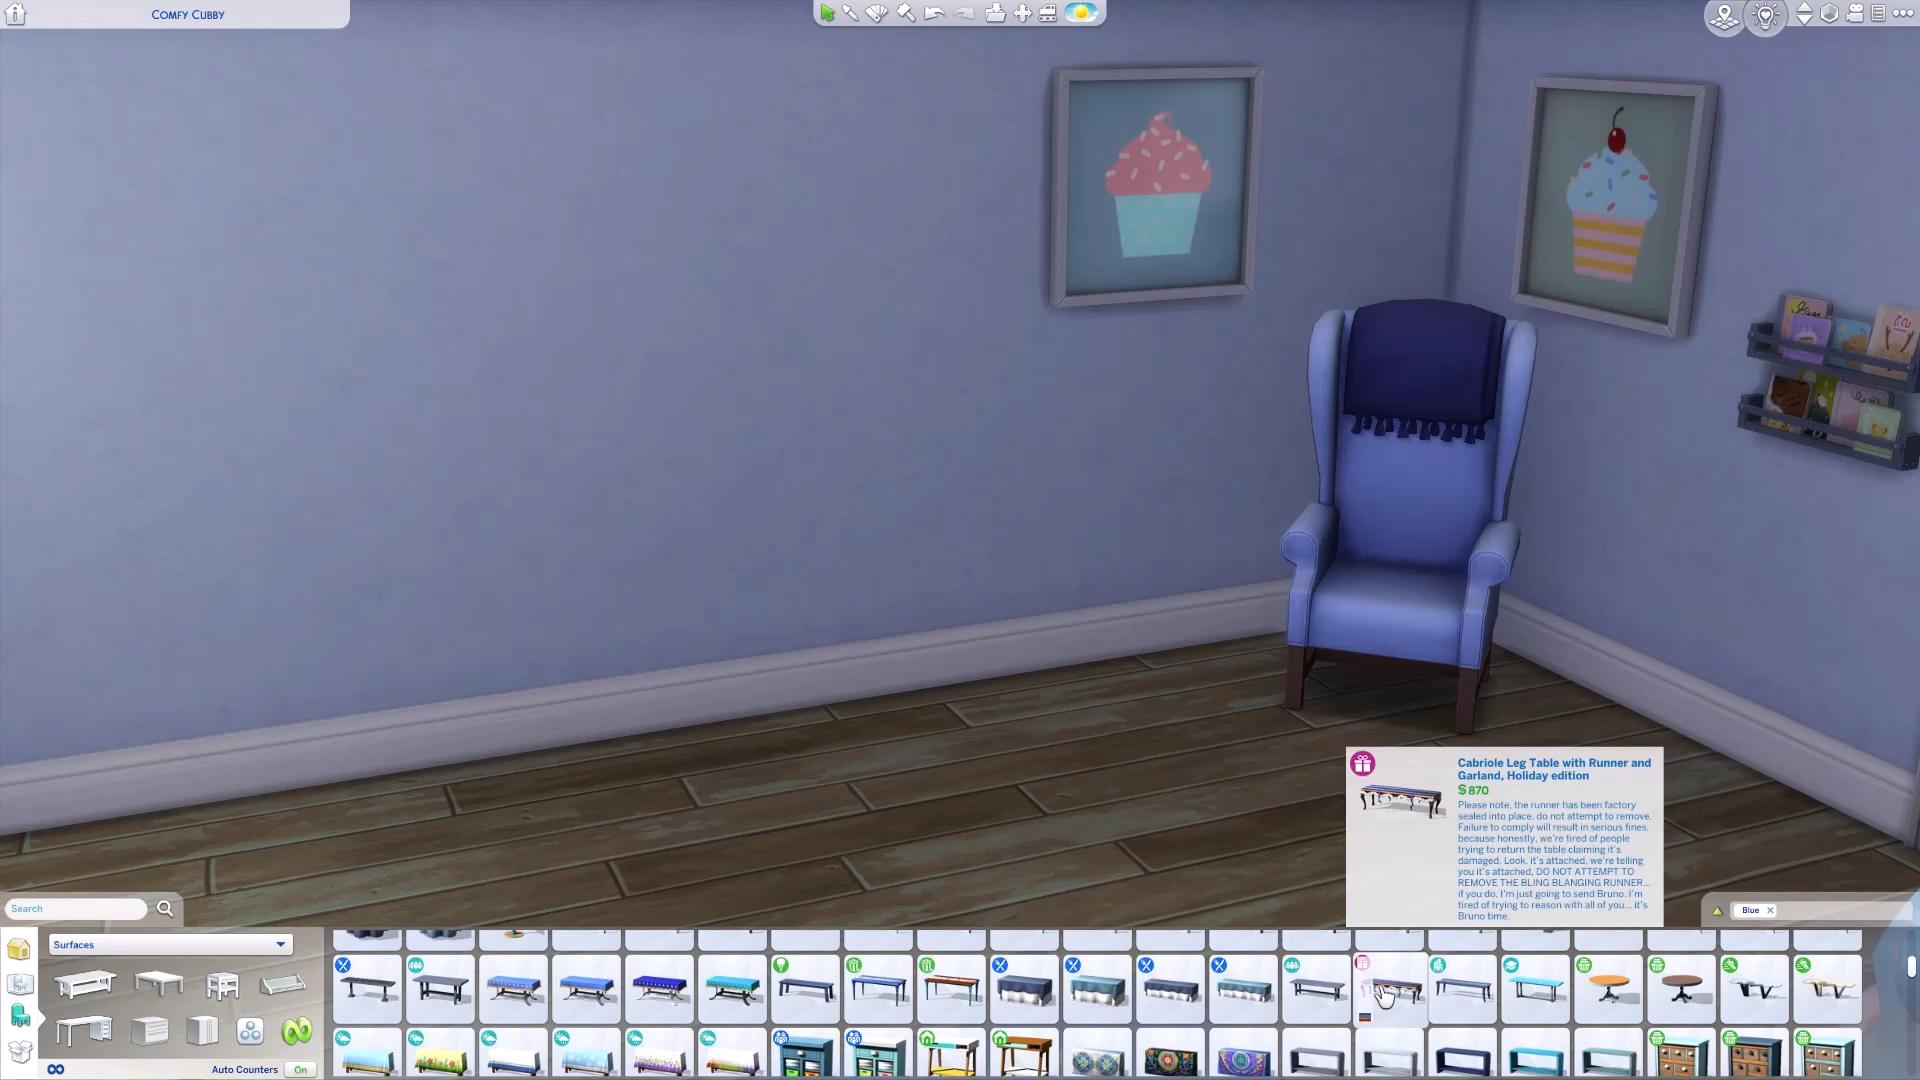 COMFY CUBBY
Cabriole Leg Table with Runner and
Garland, Holiday edition
$870
Please note, the runner has been factory
sealed into place, do not attempt to remove.
Failure to comply will result in serious fines,
because honestly, we're tired of people
trying to return the table claiming it's
damaged. Look, it's attached, we're telling
you it's attached, DO NOT ATTEMPT TO
REMOVE THE BLING BLANGING RUNNER...
if you do, I'm just going to send Bruno. I'm
tired of trying to reason with all of you... it's
Bruno time.
Search
Blue
Surfaces
Auto Counters On